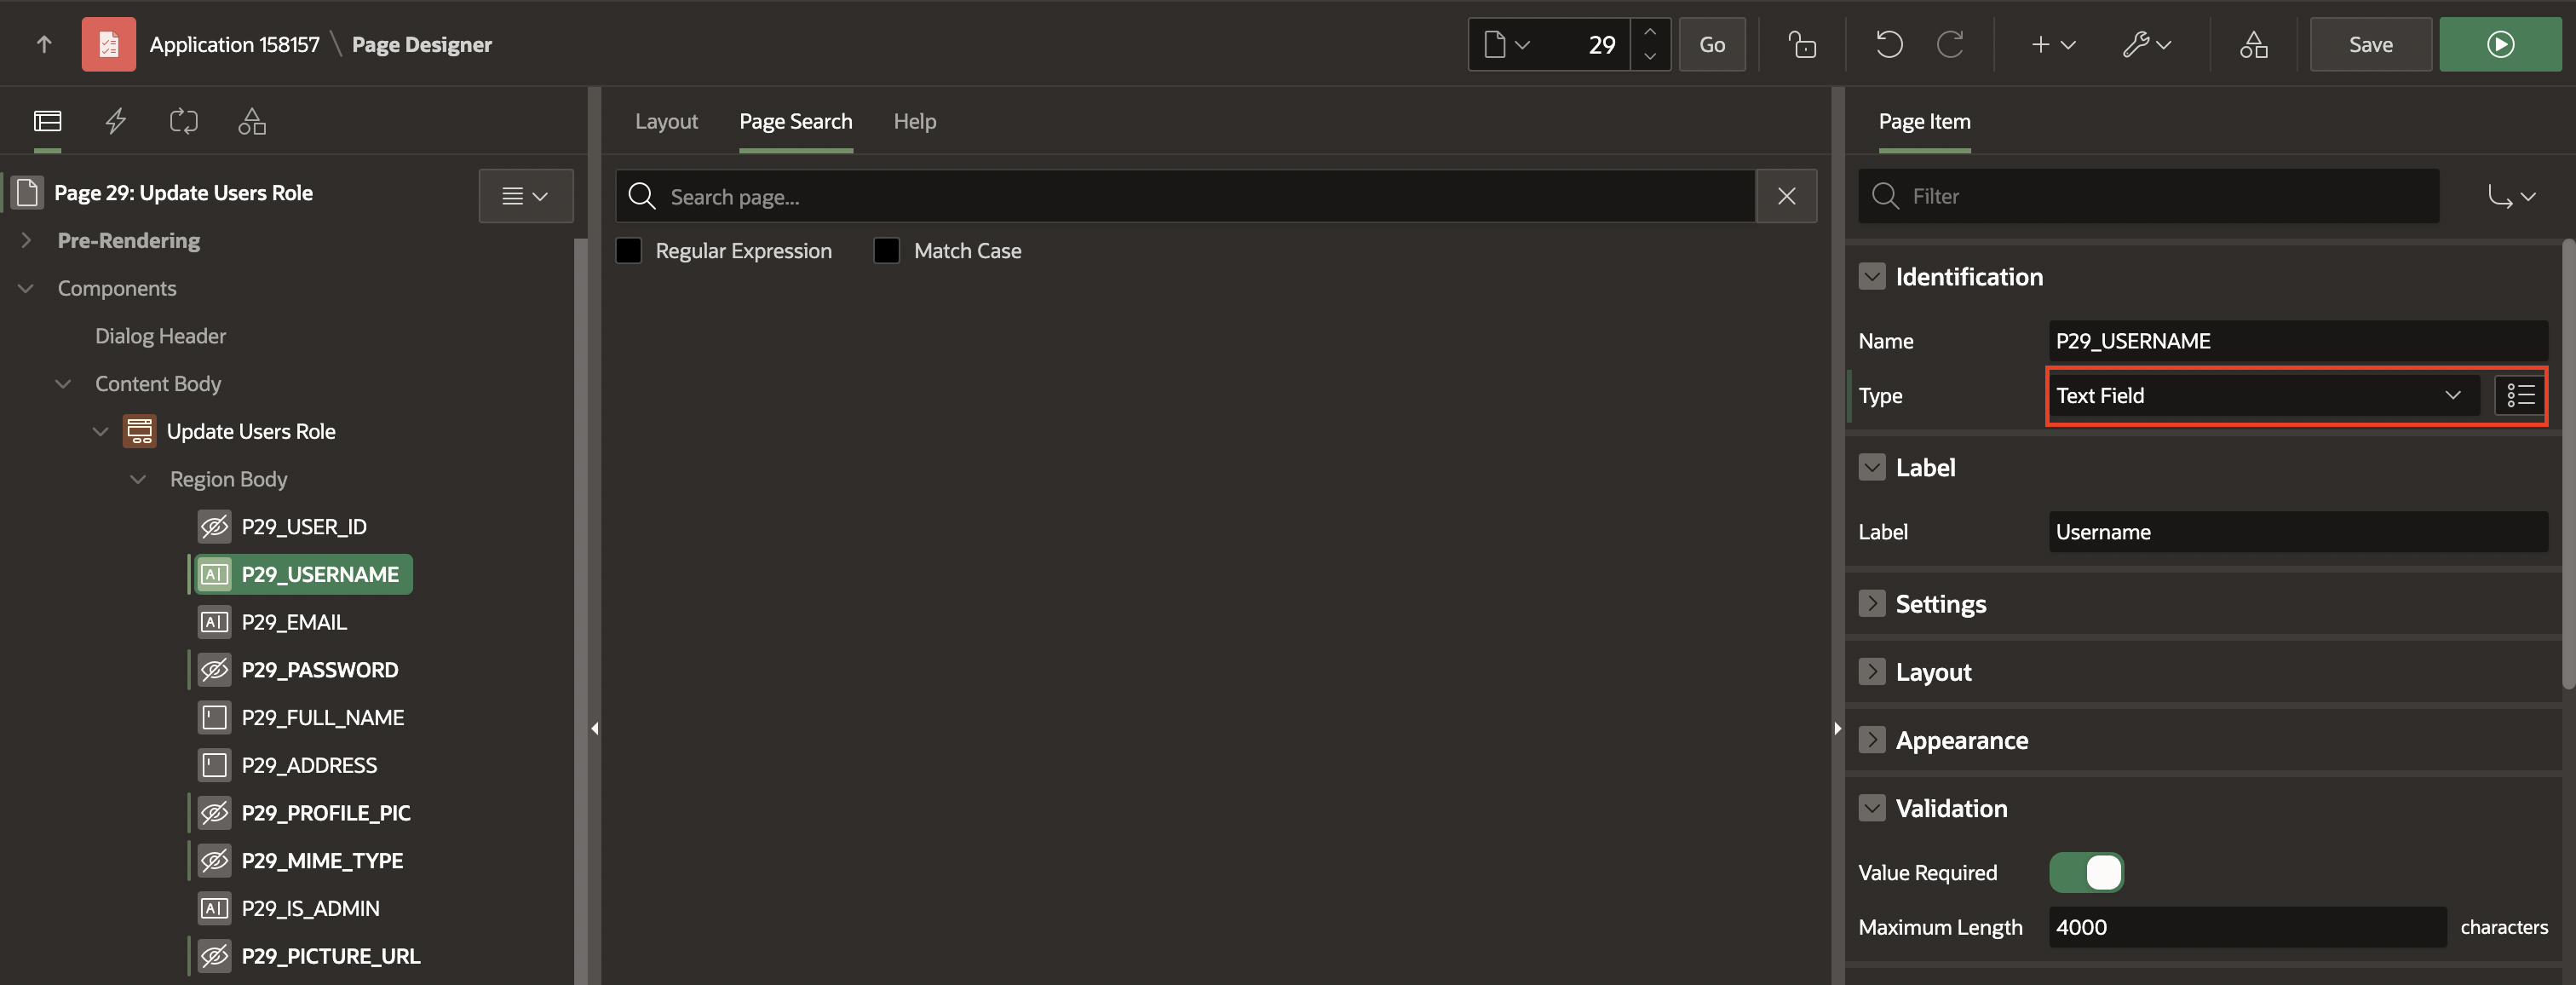 Application 158157 \ Page Designer
29
Go
Save
Layout
Page Search
Help
Page Item
Page 29: Update Users Role
Pre-Rendering
Components
Dialog Header
Content Body
Update Users Role
Region Body
P29_USER_ID
P29_USERNAME
P29_EMAIL
P29_PASSWORD
P29_FULL_NAME
P29_ADDRESS
P29_PROFILE_PIC
P29_MIME_TYPE
P29_IS_ADMIN
P29_PICTURE_URL
Search page...
Regular Expression
Match Case
Filter
Identification
Name P29_USERNAME
Type Text Field
Label
Label Username
Settings
Layout
Appearance
Validation
Value Required
Maximum Length 4000 characters